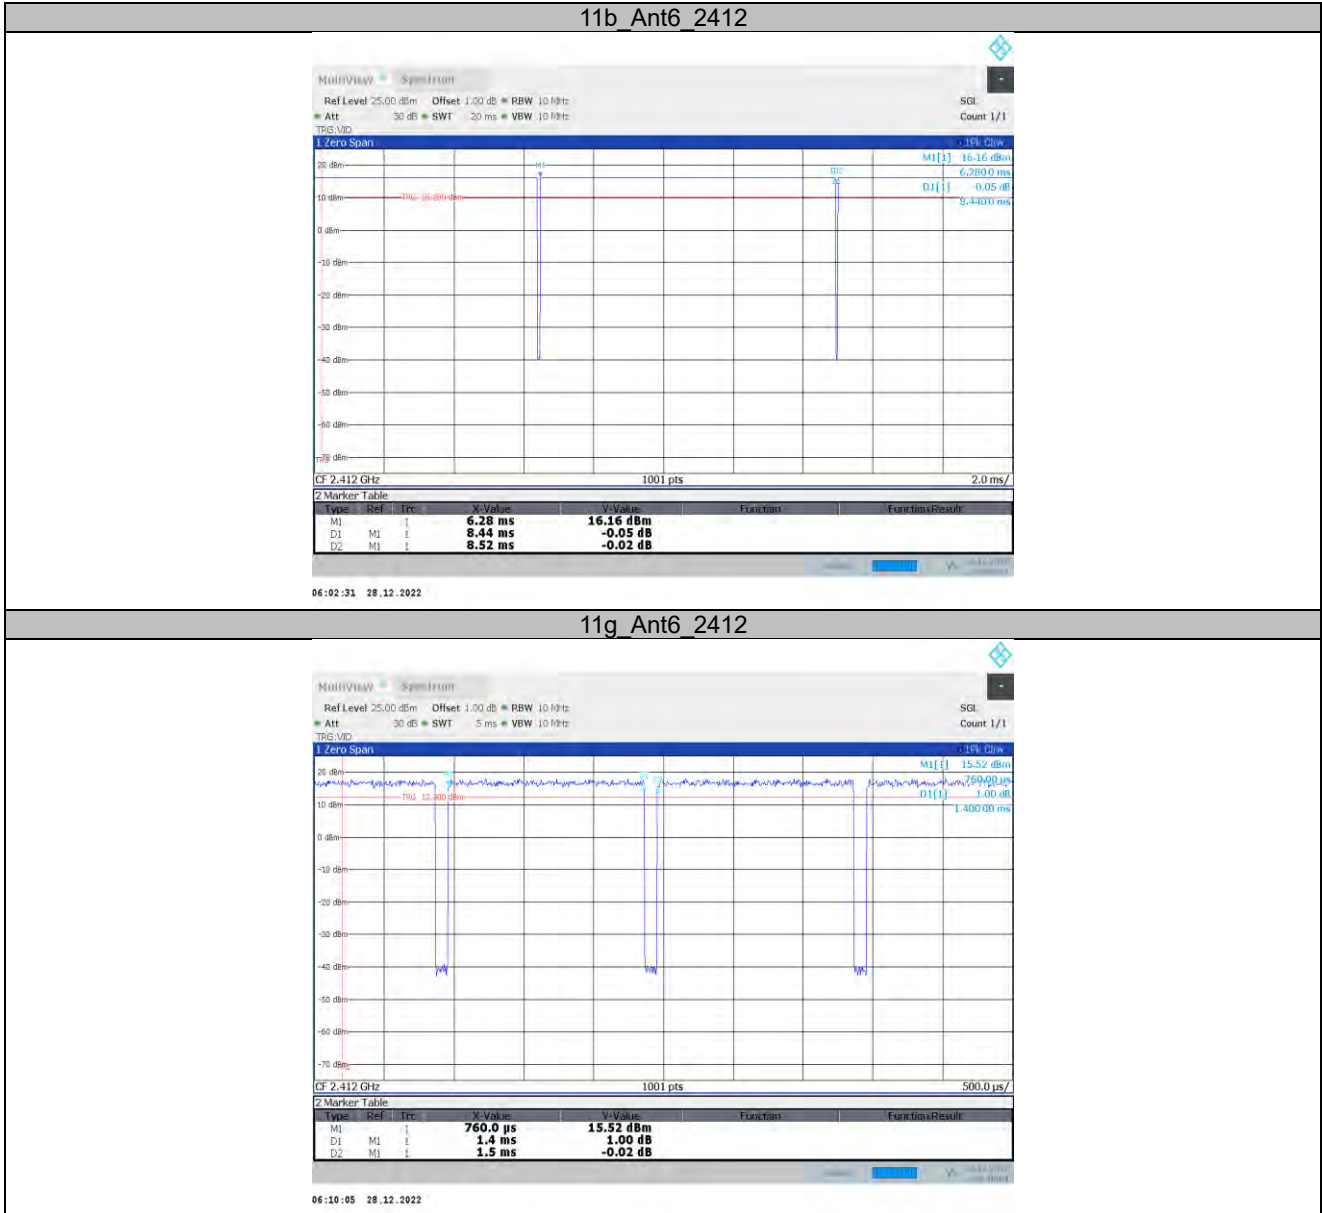 11b_Ant6_2412
MultiView Spectrum
Ref Level 25.00 dBm Offset 1.00 dB RBW 10 MHz SGL
Att 30 dB SWT 20 ms VBW 10 MHz Count 1/1
TRG:VID
1 Zero Span 1Pk Clrw
M1[1] 16.16 dBm
6.2800 ms
D1[1] -0.05 dB
8.4400 ms
M1
D2
20 dBm
10 dBm
0 dBm
-10 dBm
-20 dBm
-30 dBm
-40 dBm
-50 dBm
-60 dBm
-70 dBm
TRG
CF 2.412 GHz 1001 pts 2.0 ms/
2 Marker Table
Type Ref Trc X-Value Y-Value Function Function Result
M1 1 6.28 ms 16.16 dBm
D1 M1 1 8.44 ms -0.05 dB
D2 M1 1 8.52 ms -0.02 dB
06:02:31 28.12.2022
11g_Ant6_2412
MultiView Spectrum
Ref Level 25.00 dBm Offset 1.00 dB RBW 10 MHz SGL
Att 30 dB SWT 5 ms VBW 10 MHz Count 1/1
TRG:VID
1 Zero Span 1Pk Clrw
M1[1] 15.52 dBm
760.00 µs
D1[1] 1.00 dB
1.40000 ms
20 dBm
TRG 12.300 dBm
10 dBm
0 dBm
-10 dBm
-20 dBm
-30 dBm
-40 dBm
-50 dBm
-60 dBm
-70 dBm
CF 2.412 GHz 1001 pts 500.0 µs/
2 Marker Table
Type Ref Trc X-Value Y-Value Function Function Result
M1 1 760.0 µs 15.52 dBm
D1 M1 1 1.4 ms 1.00 dB
D2 M1 1 1.5 ms -0.02 dB
06:10:05 28.12.2022